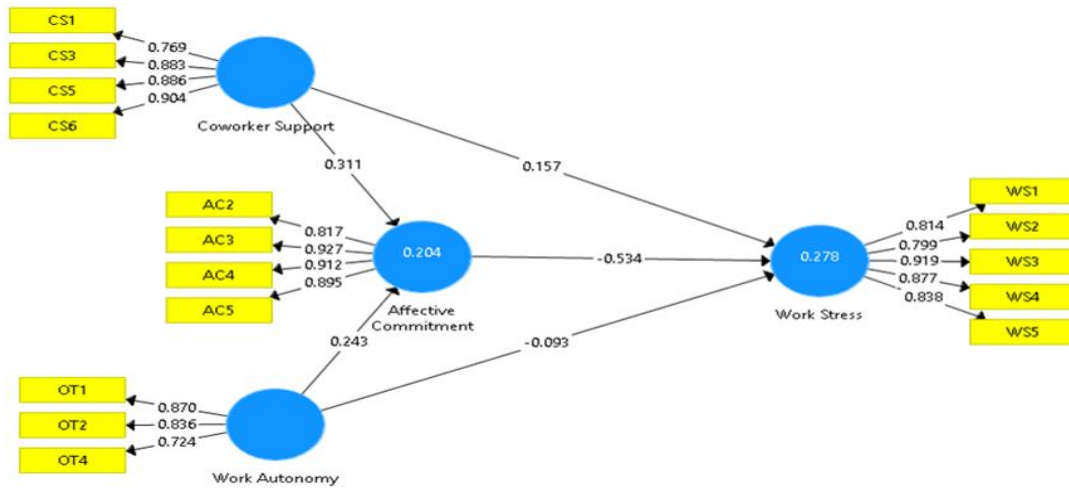 CS1
0.769
CS3
0.883
CS5
0.886
CS6
0.904
Coworker Support
0.311
0.157
AC2
0.817
AC3
0.927
AC4
0.912
AC5
0.895
0.204
Affective
Commitment
-0.534
0.243
-0.093
0.278
Work Stress
WS1
0.814
WS2
0.799
WS3
0.919
WS4
0.877
WS5
0.838
OT1
0.870
OT2
0.836
OT4
0.724
Work Autonomy